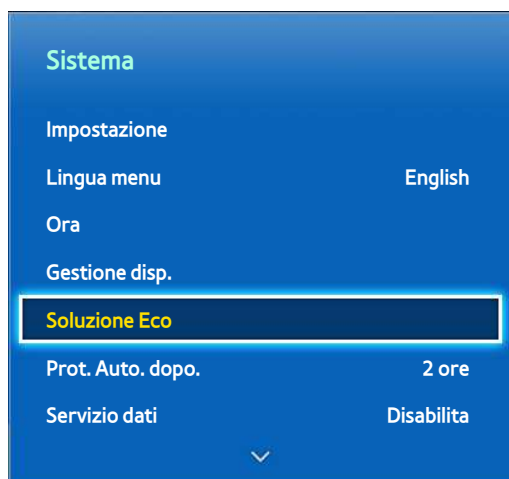 Sistema
Impostazione
Lingua menu English
Ora
Gestione disp.
Soluzione Eco
Prot. Auto. dopo. 2 ore
Servizio dati Disabilita